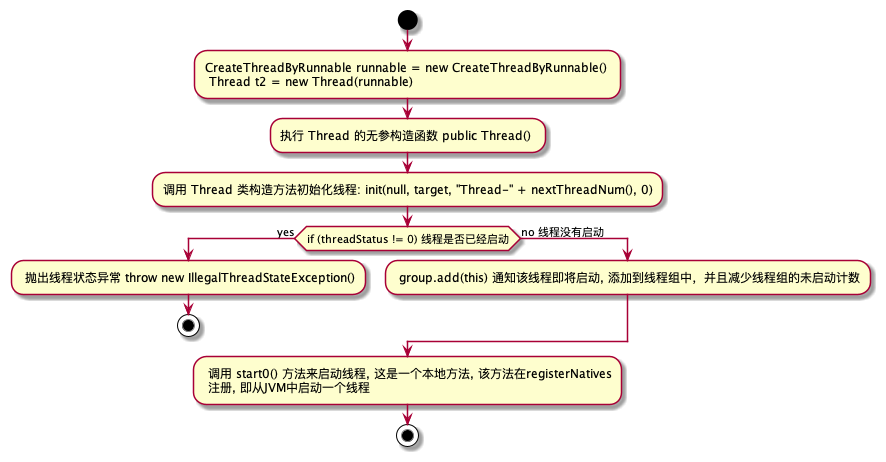 CreateThreadByRunnable runnable = new CreateThreadByRunnable()
Thread t2 = new Thread(runnable)
执行 Thread 的无参构造函数 public Thread()
调用 Thread 类构造方法初始化线程: init(null, target, "Thread-" + nextThreadNum(), 0)
yes
if (threadStatus != 0) 线程是否已经启动
no 线程没有启动
抛出线程状态异常 throw new IllegalThreadStateException()
group.add(this) 通知该线程即将启动, 添加到线程组中，并且减少线程组的未启动计数
调用 start0() 方法来启动线程, 这是一个本地方法, 该方法在registerNatives
注册, 即从JVM中启动一个线程